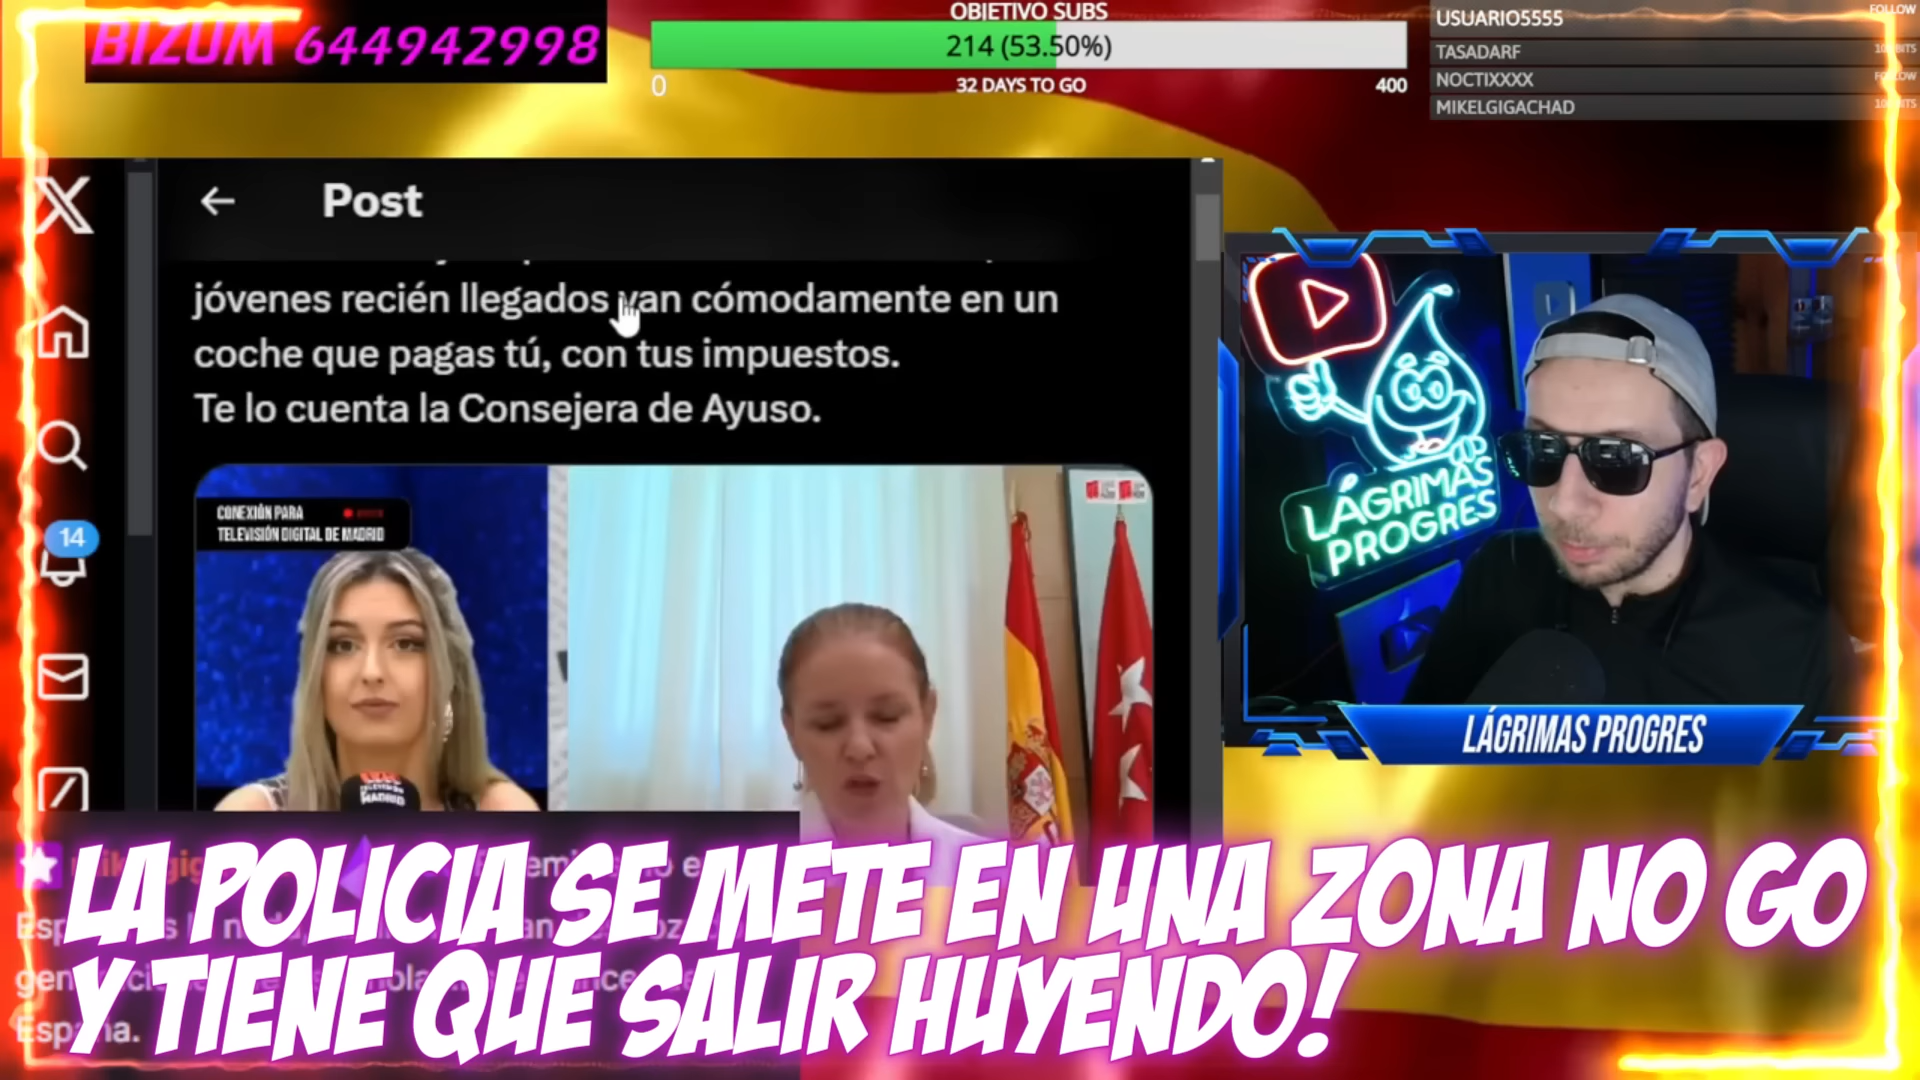 BIZUM 644942998
OBJETIVO SUBS
214 (53.50%)
0
32 DAYS TO GO
400
FOLLOW
USUARIO5555
TASADARF
NOCTIXXXX
FOLLOW
MIKELGIGACHAD
Post
jóvenes recién llegados van cómodamente en un
coche que pagas tú, con tus impuestos.
Te lo cuenta la Consejera de Ayuso.
14
CONEXIÓN PARA
TELEVISIÓN DIGITAL DE MADRID
LÁGRIMAS
PROGRES
LÁGRIMAS PROGRES
LA POLICIA SE METE EN UNA ZONA NO GO
Y TIENE QUE SALIR HUYENDO!
España.